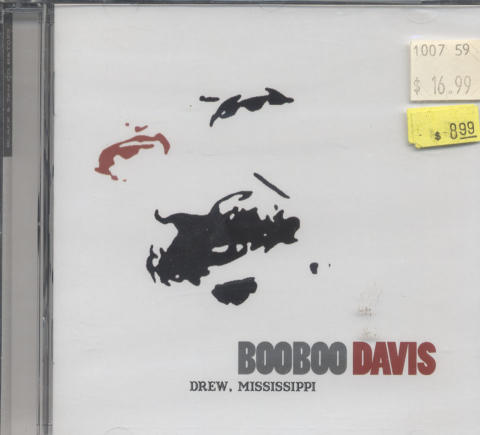 1007 59
$ 16.99
$ 8.99
BOOBOO DAVIS
DREW, MISSISSIPPI